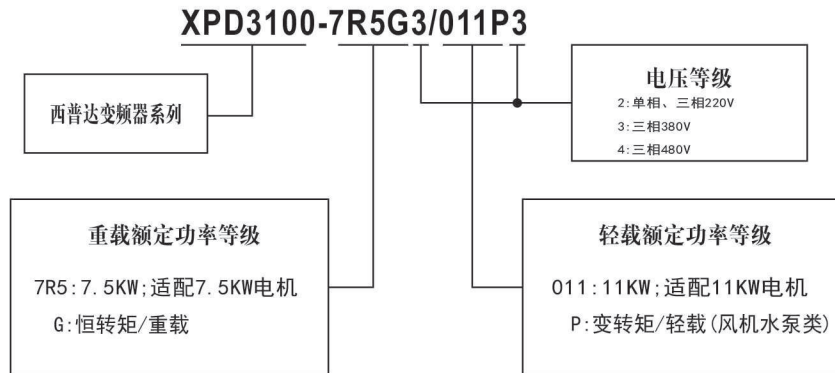 XPD3100-7R5G3/011P3
西普达变频器系列
电压等级
2:单相、三相220V
3:三相380V
4:三相480V
重载额定功率等级
7R5:7.5KW;适配7.5KW电机
G:恒转矩/重载
轻载额定功率等级
011:11KW;适配11KW电机
P:变转矩/轻载(风机水泵类)